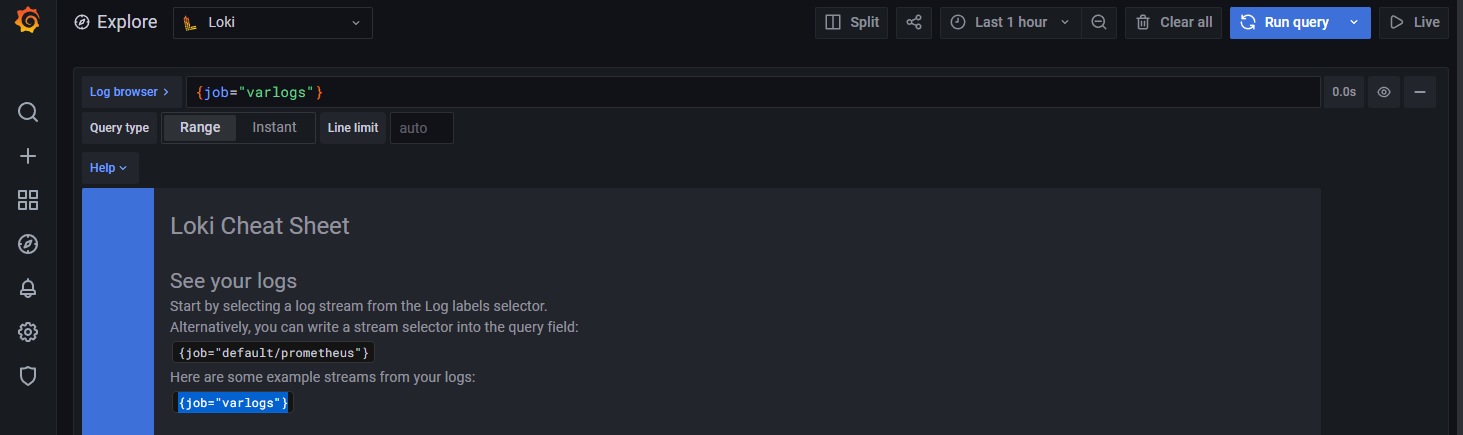 Explore Loki Split Last 1 hour Clear all Run query Live
Log browser > {job="varlogs"} 0.0s
Query type Range Instant Line limit auto
Help
Loki Cheat Sheet
See your logs
Start by selecting a log stream from the Log labels selector.
Alternatively, you can write a stream selector into the query field:
{job="default/prometheus"}
Here are some example streams from your logs:
{job="varlogs"}